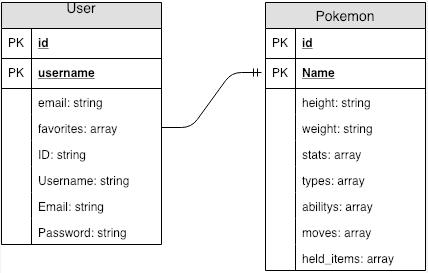 User
PK id
PK username
email: string
favorites: array
ID: string
Username: string
Email: string
Password: string
Pokemon
PK id
PK Name
height: string
weight: string
stats: array
types: array
abilitys: array
moves: array
held_items: array